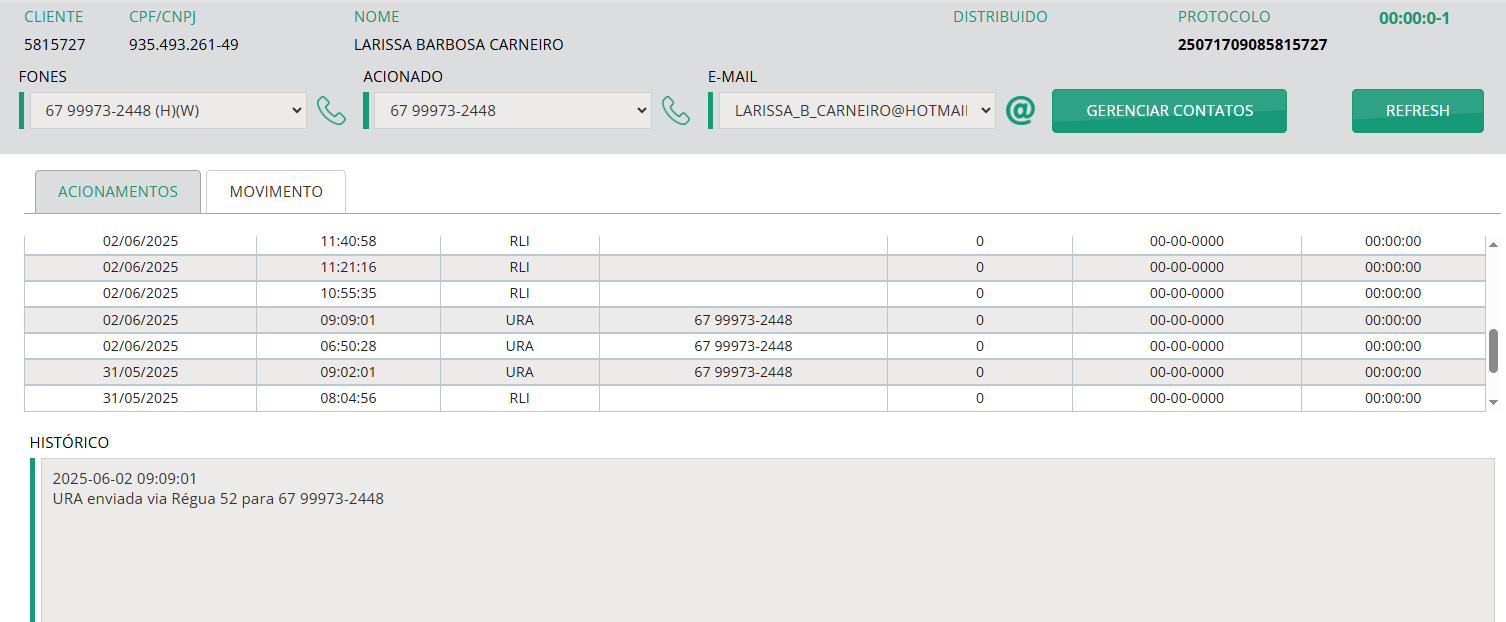 CLIENTE CPF/CNPJ NOME DISTRIBUIDO PROTOCOLO 00:00:0-1
5815727 935.493.261-49 LARISSA BARBOSA CARNEIRO 25071709085815727
FONES ACIONADO E-MAIL
67 99973-2448 (H)(W) 67 99973-2448 LARISSA_B_CARNEIRO@HOTMAI @ GERENCIAR CONTATOS REFRESH
ACIONAMENTOS MOVIMENTO
02/06/2025 11:40:58 RLI 0 00-00-0000 00:00:00
02/06/2025 11:21:16 RLI 0 00-00-0000 00:00:00
02/06/2025 10:55:35 RLI 0 00-00-0000 00:00:00
02/06/2025 09:09:01 URA 67 99973-2448 0 00-00-0000 00:00:00
02/06/2025 06:50:28 URA 67 99973-2448 0 00-00-0000 00:00:00
31/05/2025 09:02:01 URA 67 99973-2448 0 00-00-0000 00:00:00
31/05/2025 08:04:56 RLI 0 00-00-0000 00:00:00
HISTÓRICO
2025-06-02 09:09:01
URA enviada via Régua 52 para 67 99973-2448